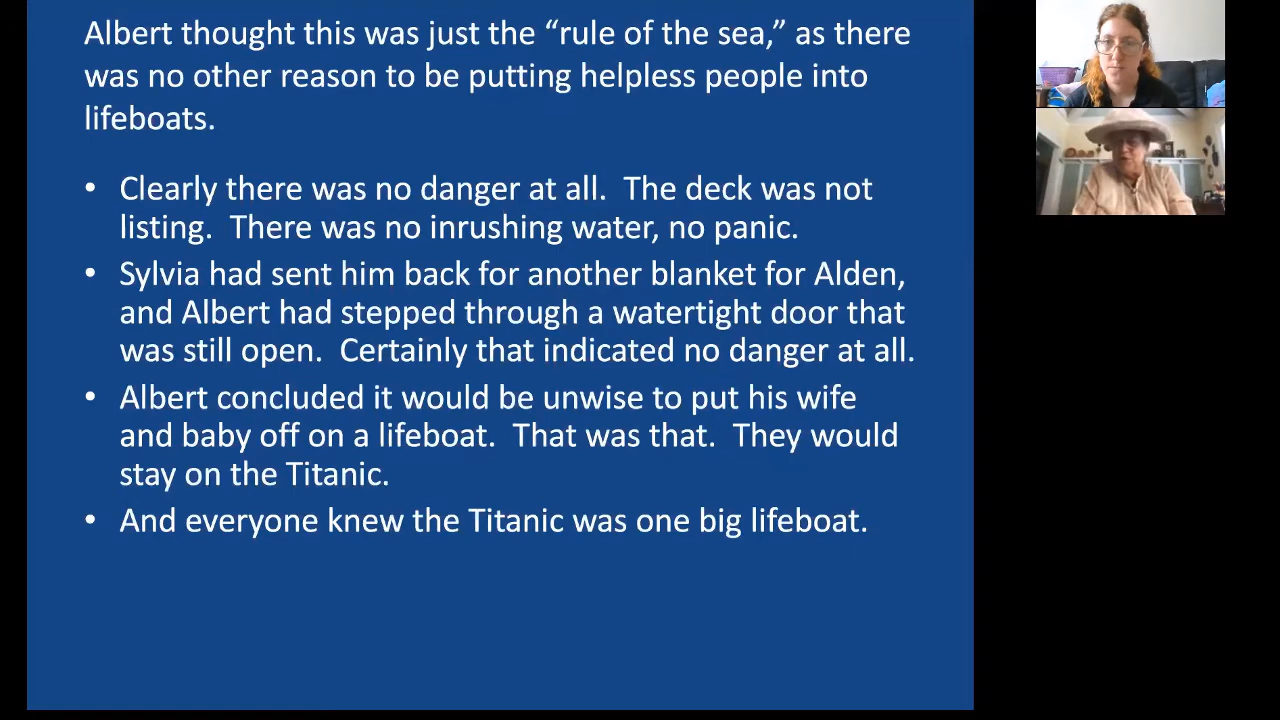 Albert thought this was just the “rule of the sea,” as there
was no other reason to be putting helpless people into
lifeboats.
• Clearly there was no danger at all.  The deck was not
listing.  There was no inrushing water, no panic.
• Sylvia had sent him back for another blanket for Alden,
and Albert had stepped through a watertight door that
was still open.  Certainly that indicated no danger at all.
• Albert concluded it would be unwise to put his wife
and baby off on a lifeboat.  That was that.  They would
stay on the Titanic.
• And everyone knew the Titanic was one big lifeboat.